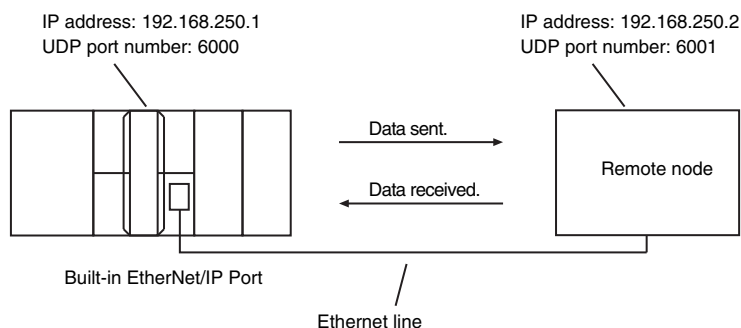 IP address: 192.168.250.1
UDP port number: 6000
IP address: 192.168.250.2
UDP port number: 6001
Data sent.
Data received.
Remote node
Built-in EtherNet/IP Port
Ethernet line